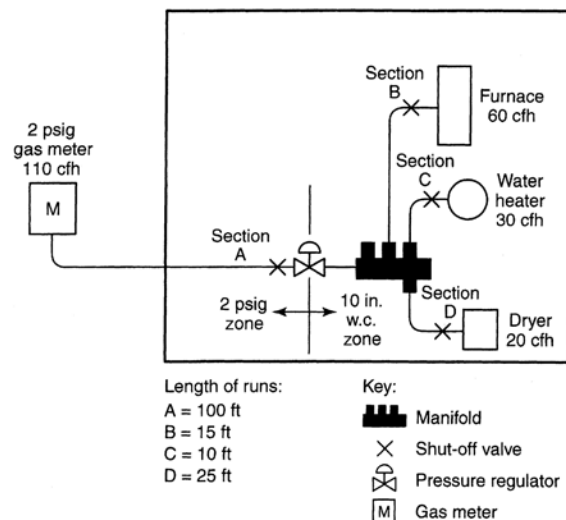 Section
B
Furnace
60 cfh
2 psig
gas meter
110 cfh
M
Section
C
Water
heater
30 cfh
Section
A
2 psig
zone
10 in.
w.c.
zone
Section
D
Dryer
20 cfh
Length of runs:
A = 100 ft
B = 15 ft
C = 10 ft
D = 25 ft
Key:
Manifold
Shut-off valve
Pressure regulator
M
Gas meter